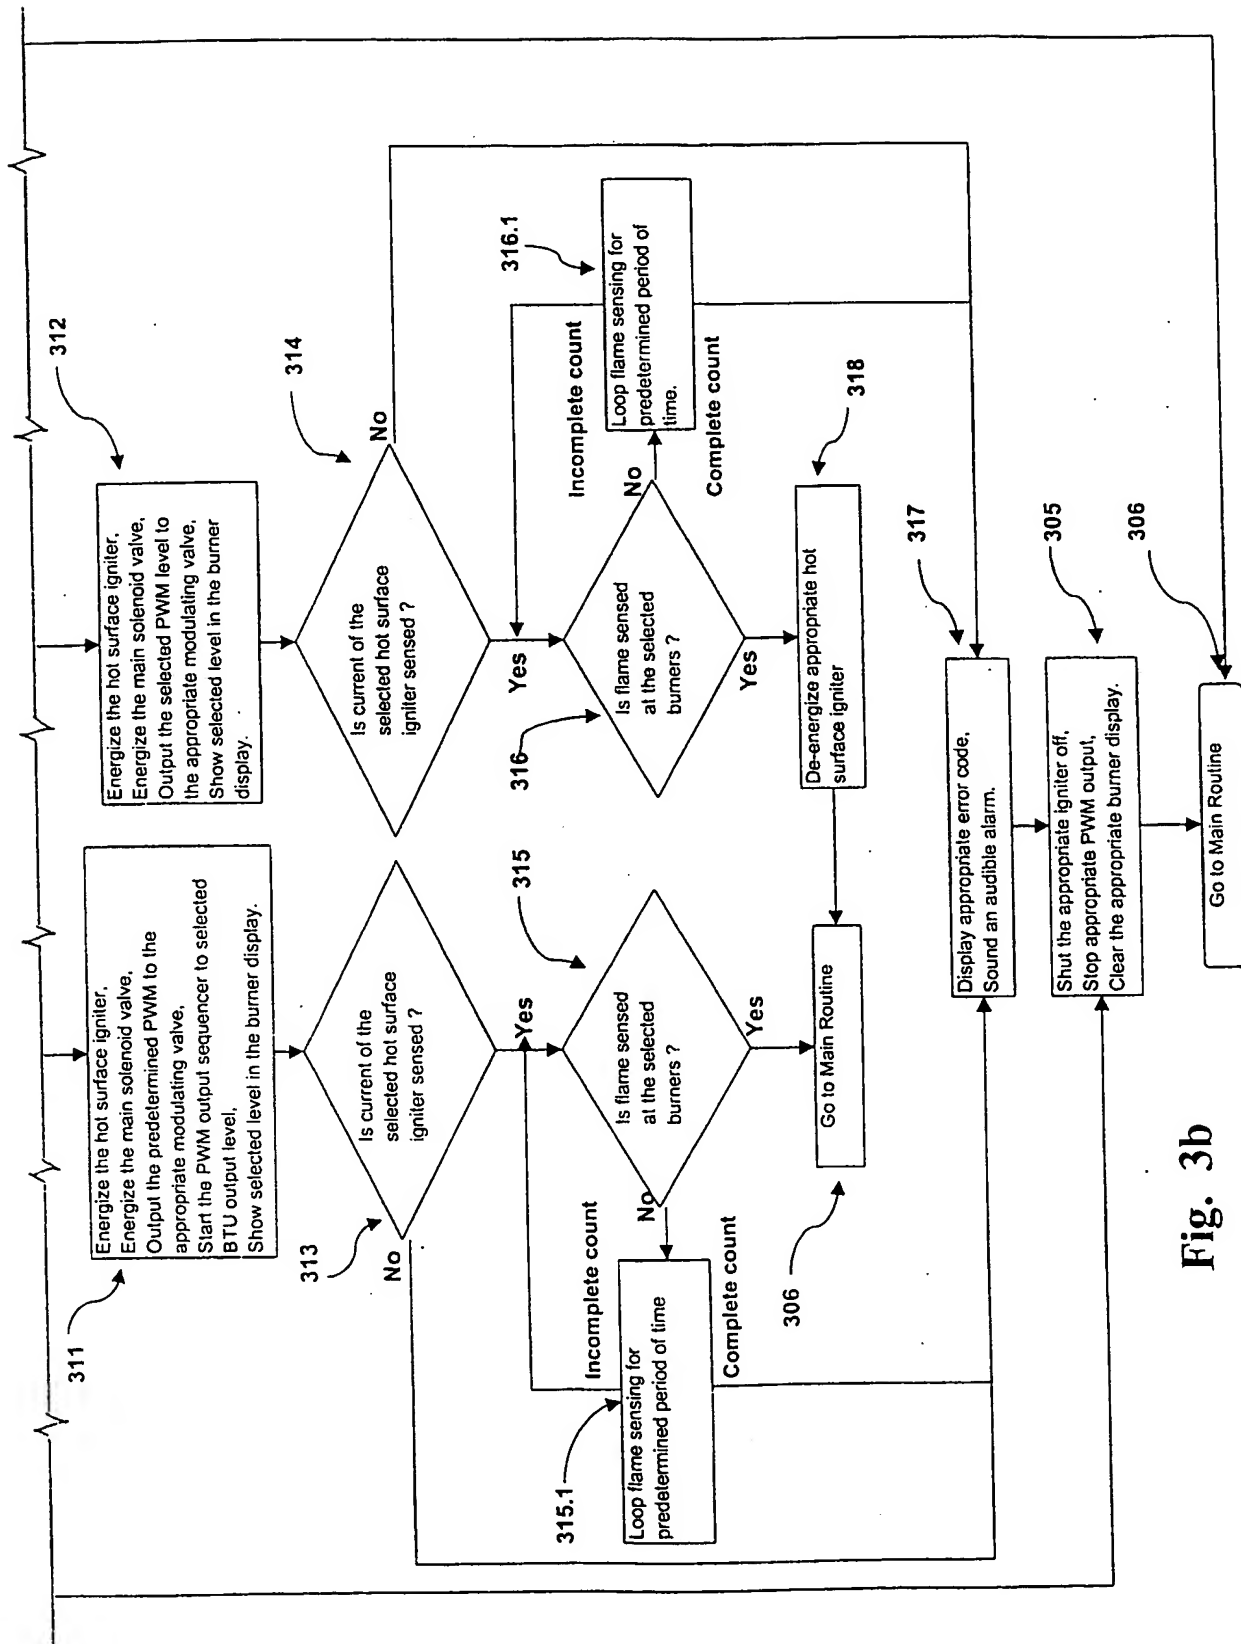 311
Energize the hot surface igniter,
Energize the main solenoid valve,
Output the predetermined PWM to the
appropriate modulating valve,
Start the PWM output sequencer to selected
BTU output level,
Show selected level in the burner display.
312
Energize the hot surface igniter,
Energize the main solenoid valve,
Output the selected PWM level to
the appropriate modulating valve,
Show selected level in the burner
display.
313
Is current of the
selected hot surface
igniter sensed ?
No
Yes
314
Is current of the
selected hot surface
igniter sensed ?
No
Yes
315.1
Loop flame sensing for
predetermined period of time
Incomplete count
Complete count
No
315
Is flame sensed
at the selected
burners ?
Yes
316
Is flame sensed
at the selected
burners ?
No
Yes
316.1
Loop flame sensing for
predetermined period of
time.
Incomplete count
Complete count
306
Go to Main Routine
De-energize appropriate hot
surface igniter
318
Display appropriate error code,
Sound an audible alarm.
317
Shut the appropriate igniter off,
Stop appropriate PWM output,
Clear the appropriate burner display.
305
Go to Main Routine
306
Fig. 3b